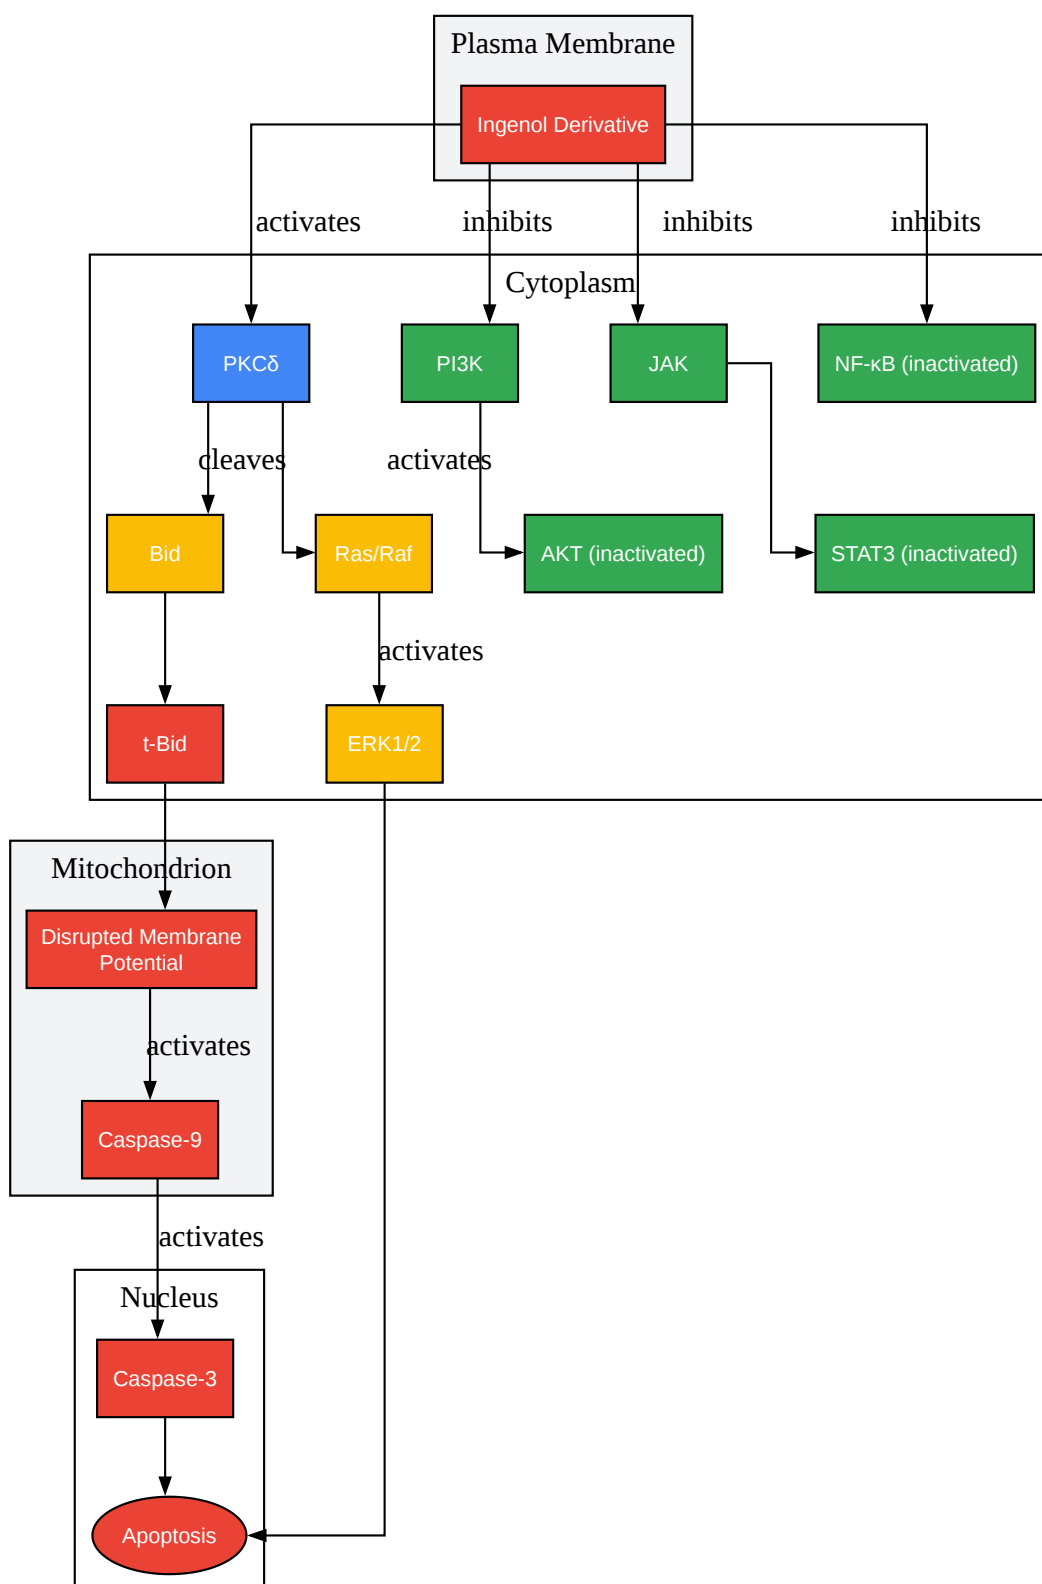 Plasma Membrane
Ingenol Derivative
activates
inhibits
inhibits
inhibits
Cytoplasm
PKCδ
PI3K
JAK
NF-κB (inactivated)
cleaves
activates
Bid
Ras/Raf
AKT (inactivated)
STAT3 (inactivated)
activates
t-Bid
ERK1/2
Mitochondrion
Disrupted Membrane
Potential
activates
Caspase-9
activates
Nucleus
Caspase-3
Apoptosis